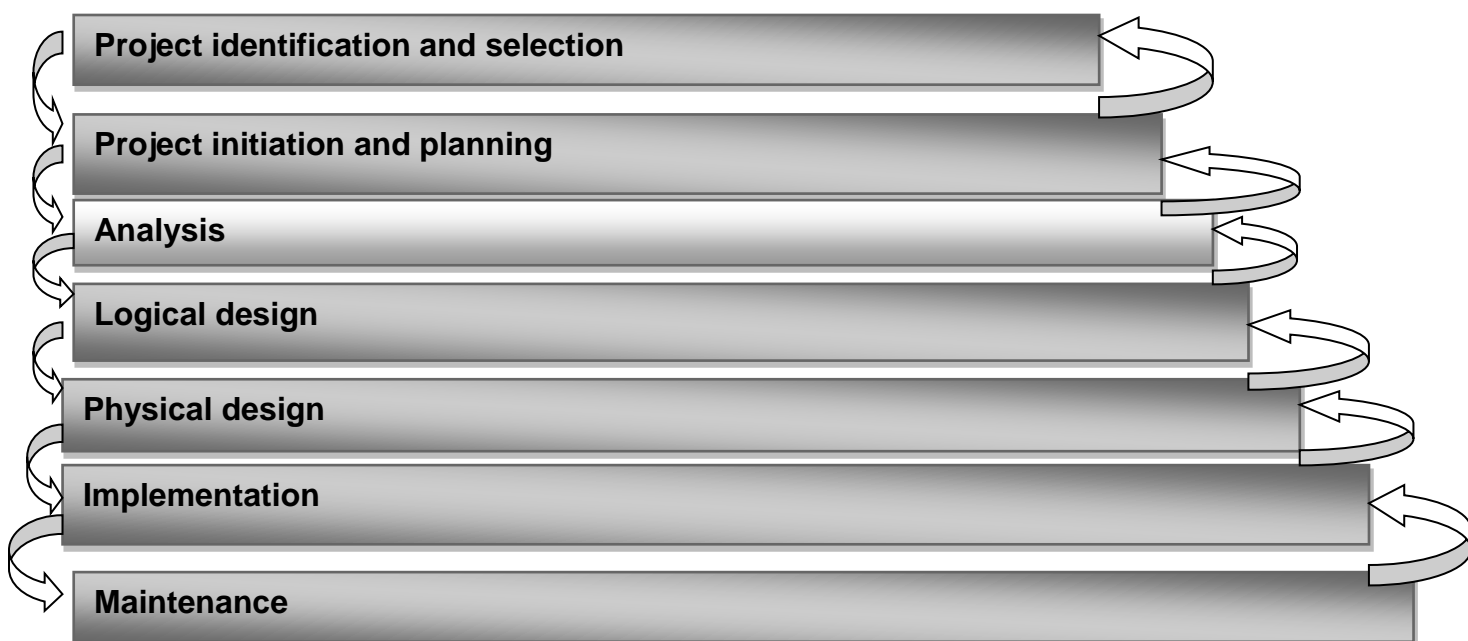 Project identification and selection
Project initiation and planning
Analysis
Logical design
Physical design
Implementation
Maintenance